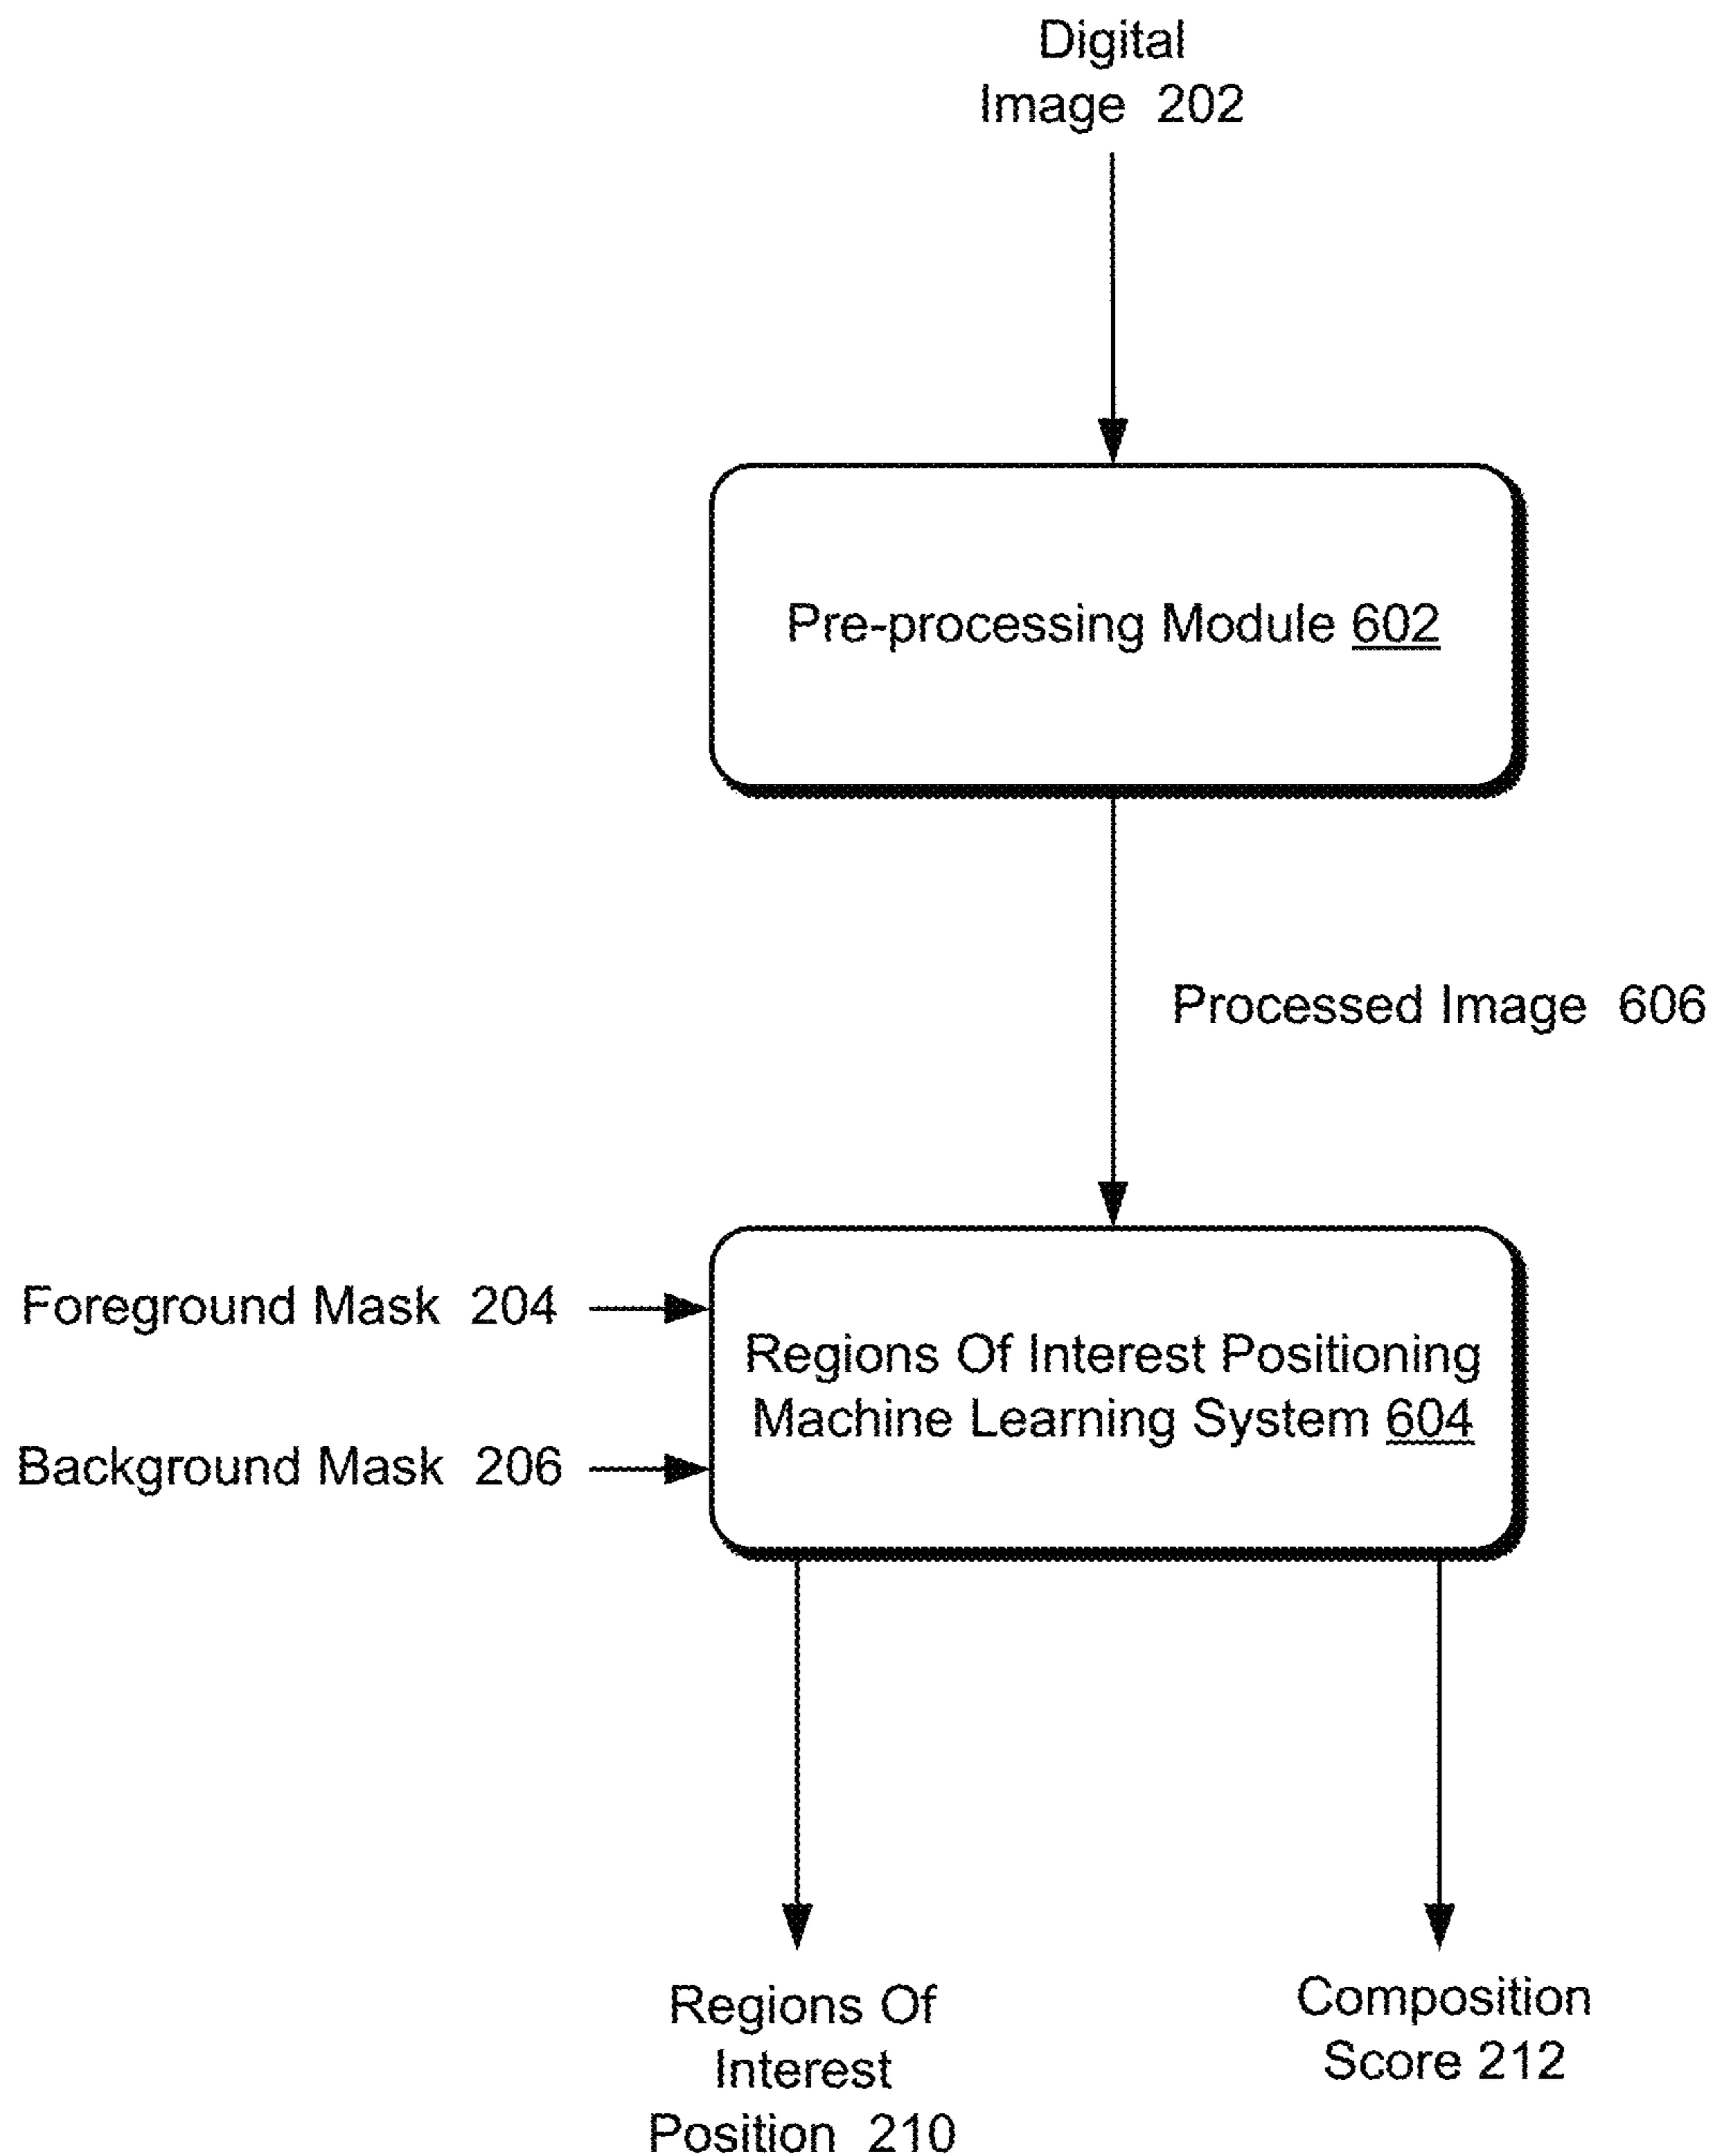 Digital
Image 202
Pre-processing Module 602
Processed Image 606
Foreground Mask 204
Background Mask 206
Regions Of Interest Positioning
Machine Learning System 604
Regions Of
Interest
Position 210
Composition
Score 212